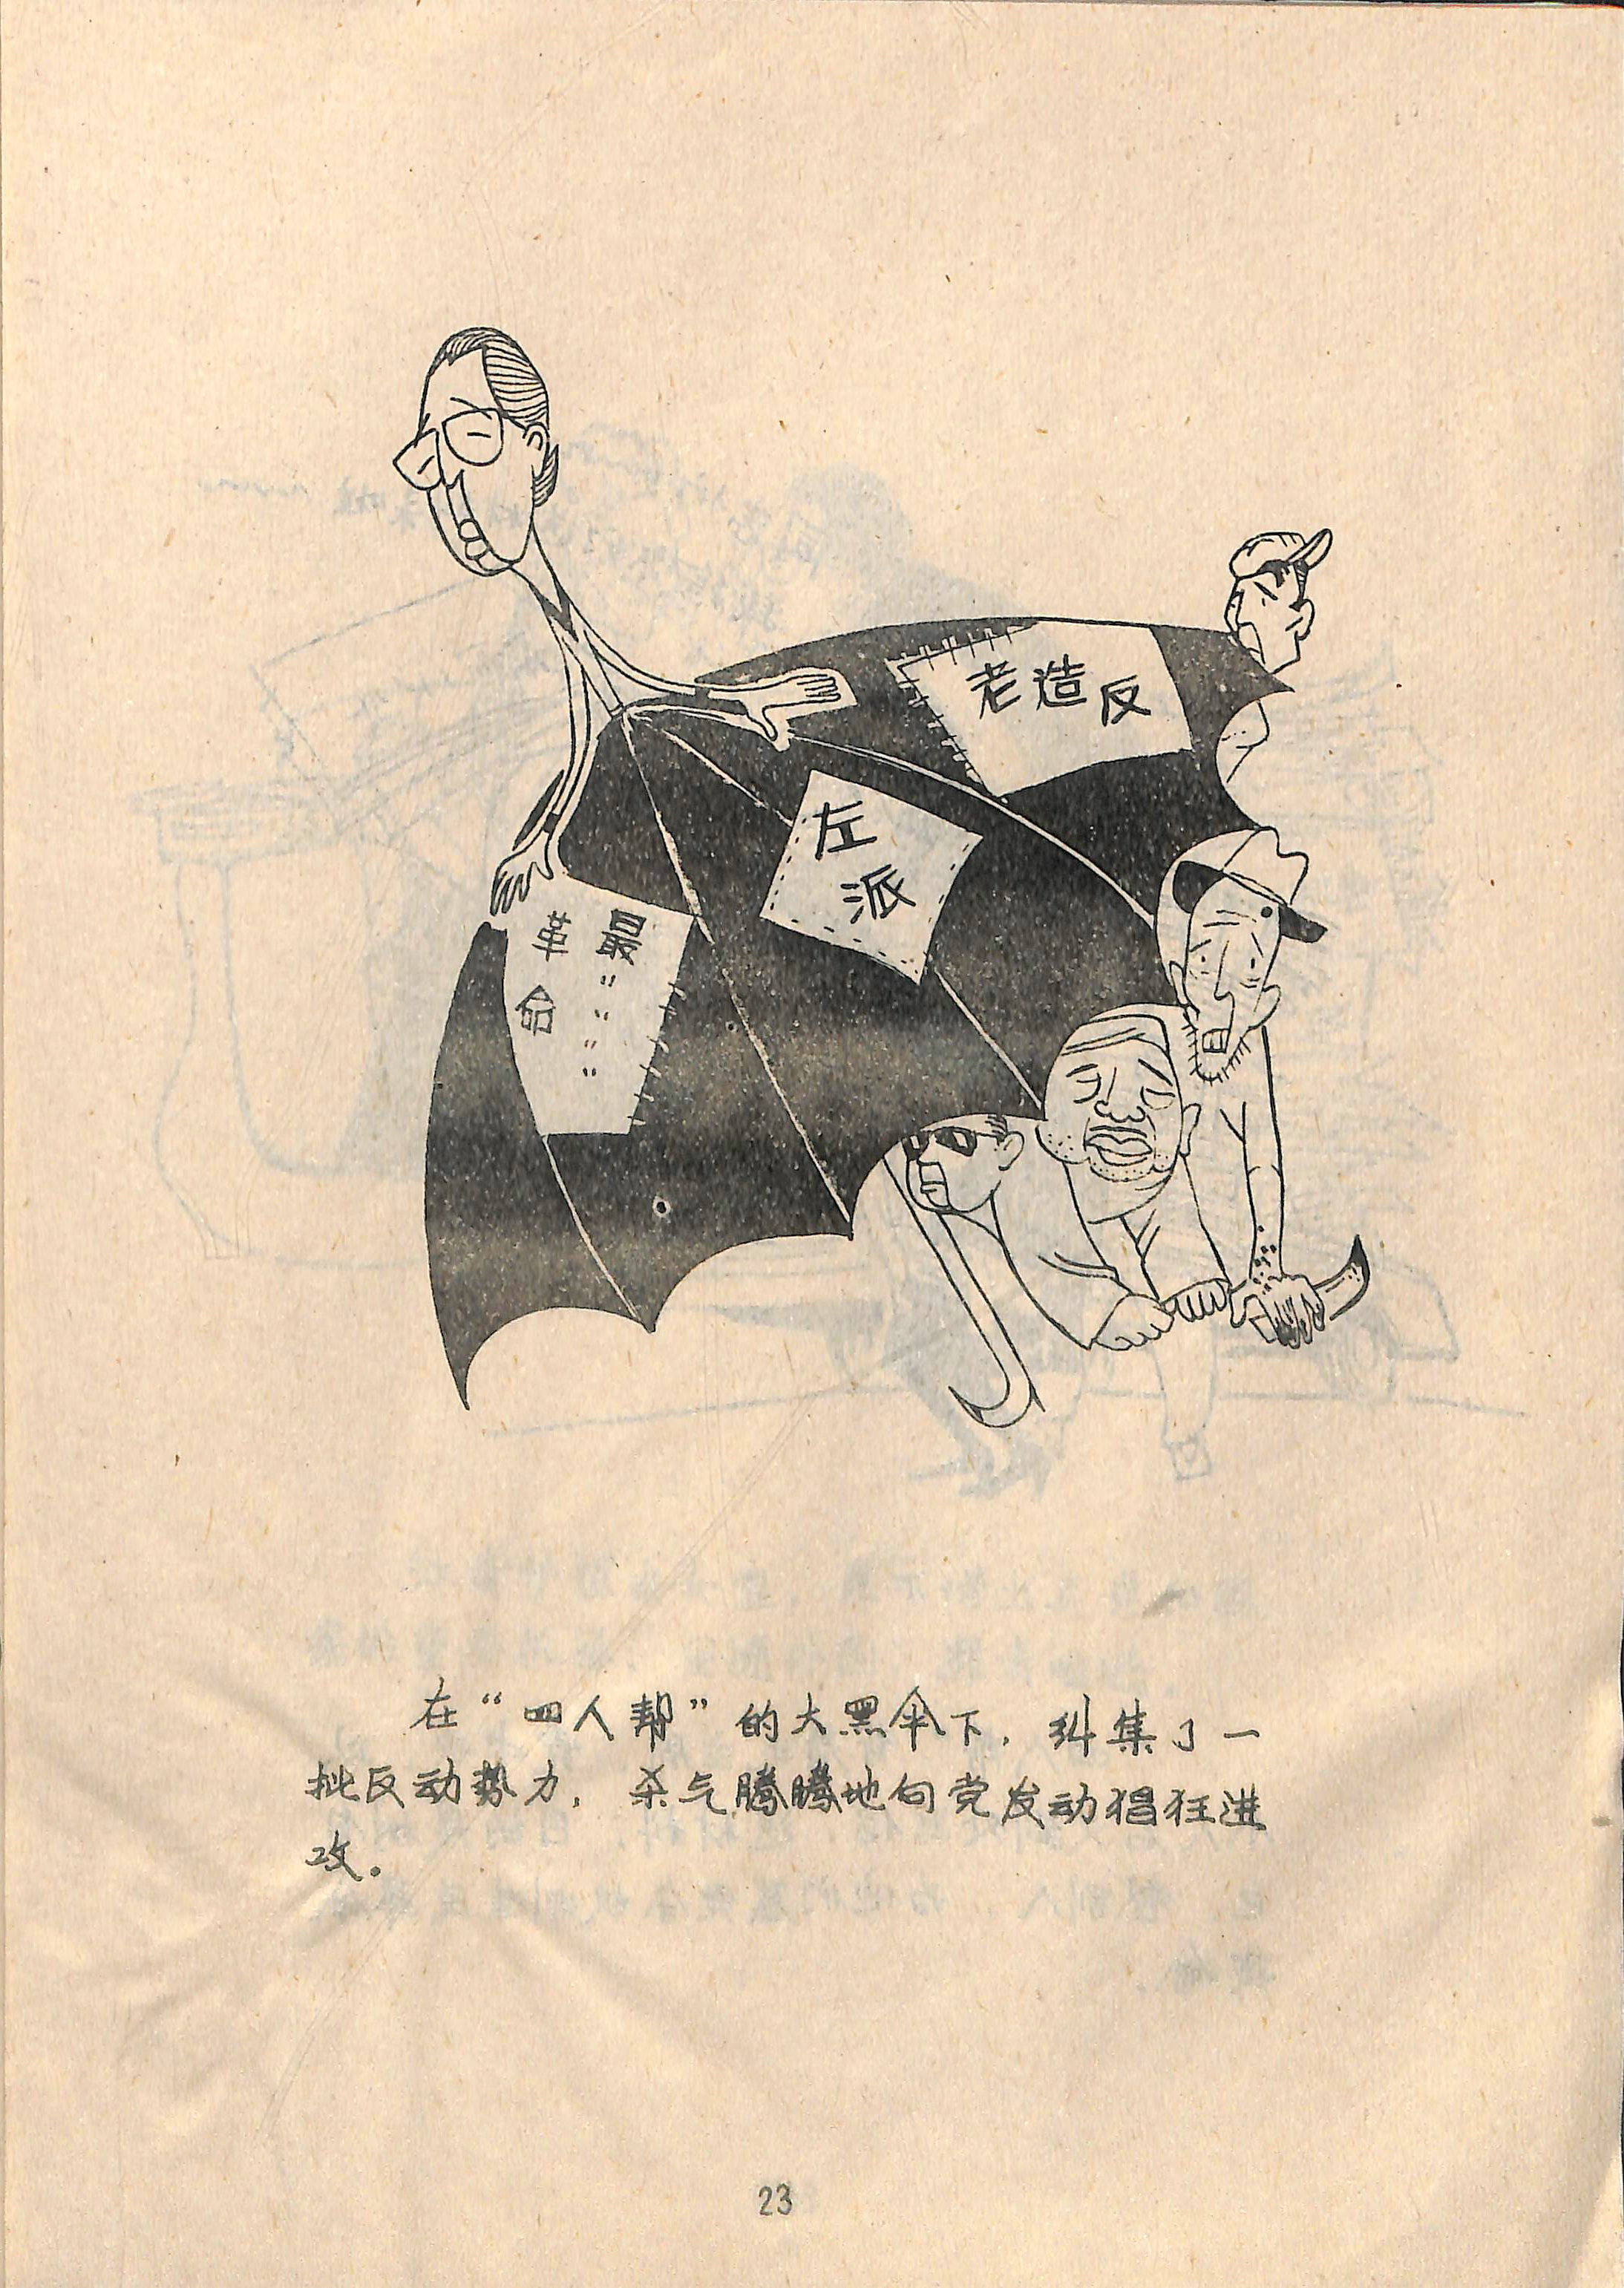 老造反
左派
最〃〃〃〃
革命
在“四人帮”的大黑伞下，纠集了一
批反动势力，杀气腾腾地向党发动猖狂进
攻。
23